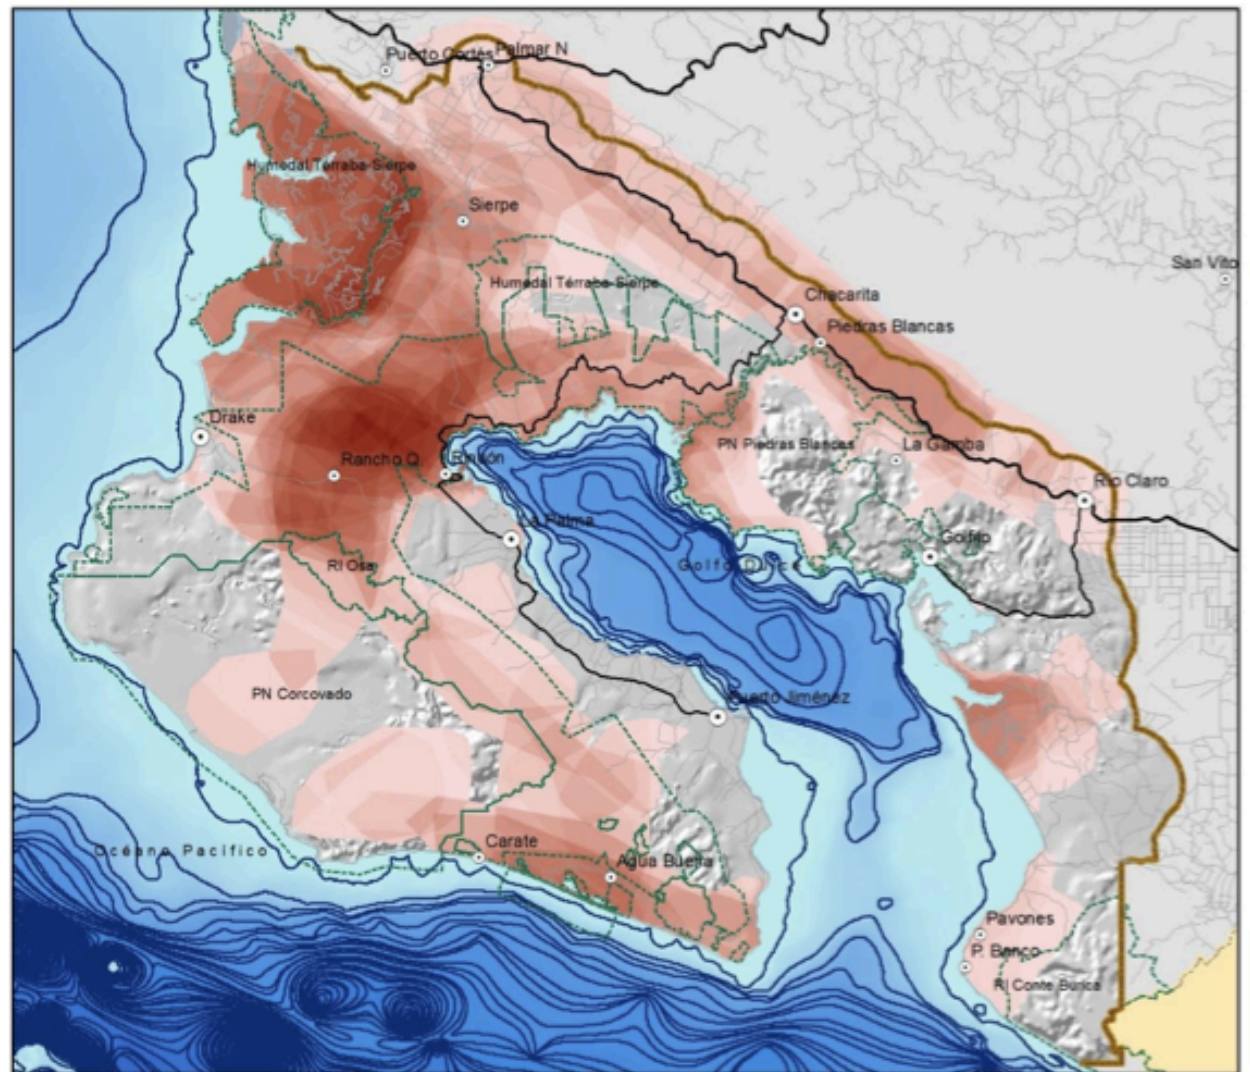 Puerto Cortés
Palmar N
Humedal Térraba-Sierpe
Sierpe
San Vito
Humedal Térraba-Sierpe
Chacarita
Piedras Blancas
Drake
PN Piedras Blancas
La Gamba
Rancho Q.
Rincón
Río Claro
La Palma
Golfito
RI Osa
Golfo Dulce
PN Corcovado
Puerto Jiménez
Carate
Océano Pacífico
Agua Buena
Pavones
P. Banco
RI Conte Burica